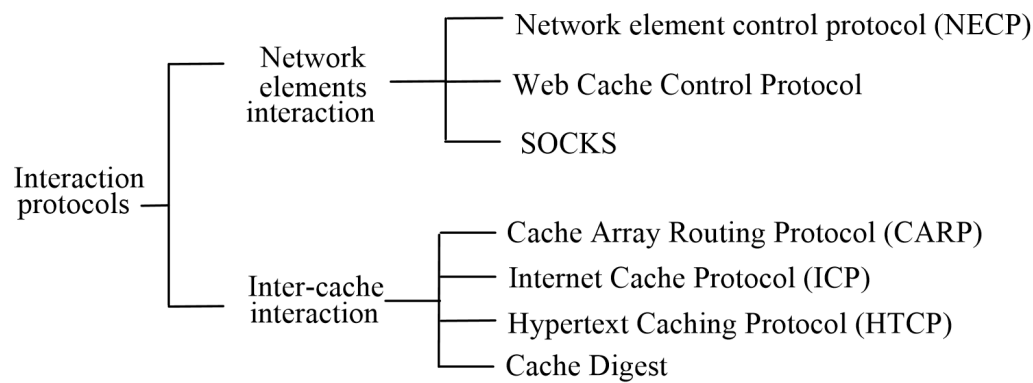 Interaction
protocols
Network
elements
interaction
Network element control protocol (NECP)
Web Cache Control Protocol
SOCKS
Inter-cache
interaction
Cache Array Routing Protocol (CARP)
Internet Cache Protocol (ICP)
Hypertext Caching Protocol (HTCP)
Cache Digest